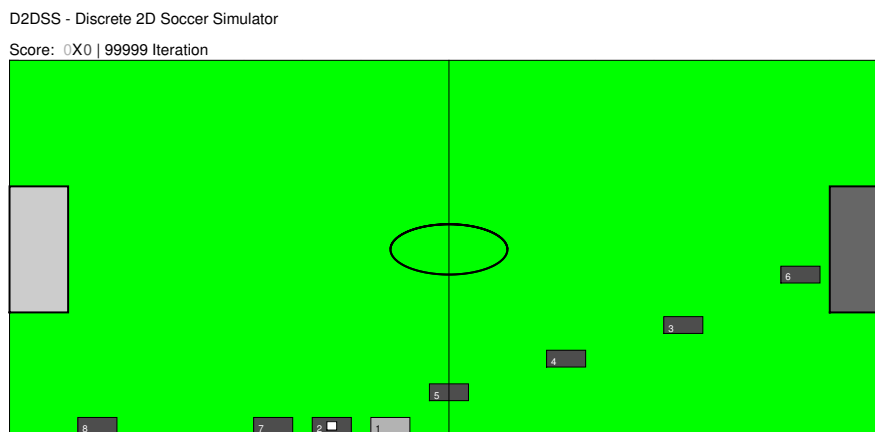 D2DSS - Discrete 2D Soccer Simulator
Score: 0X0 | 99999 Iteration
6
3
4
5
8 7 2 1